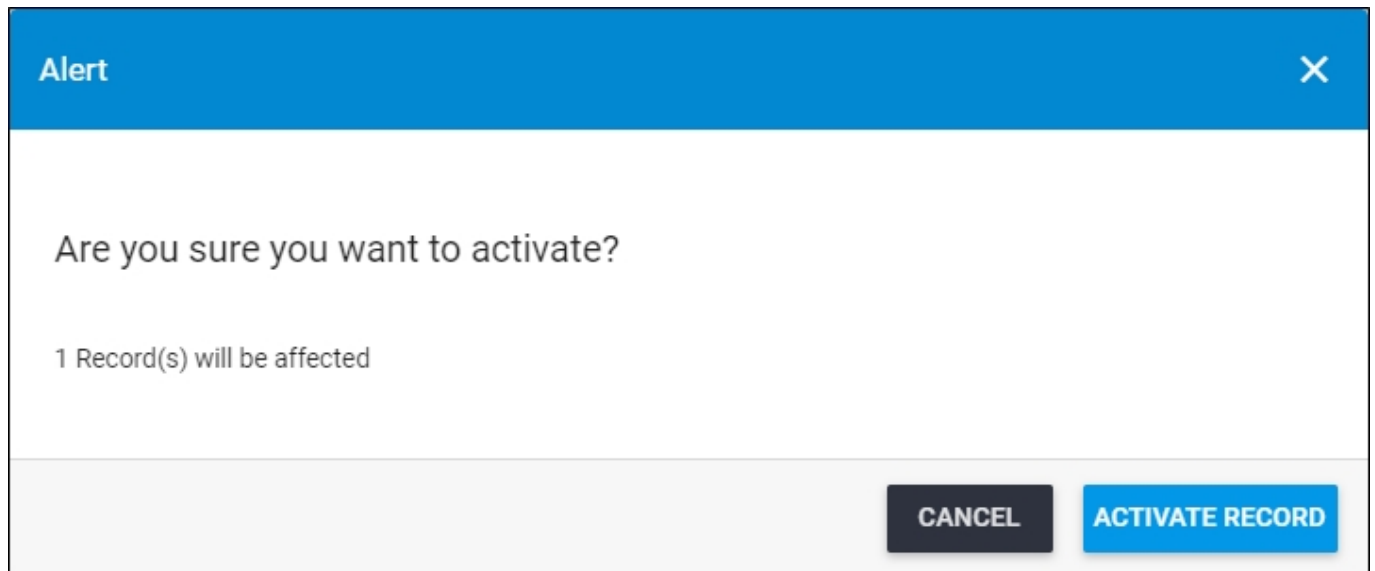 Alert
Are you sure you want to activate?
1 Record(s) will be affected
CANCEL
ACTIVATE RECORD